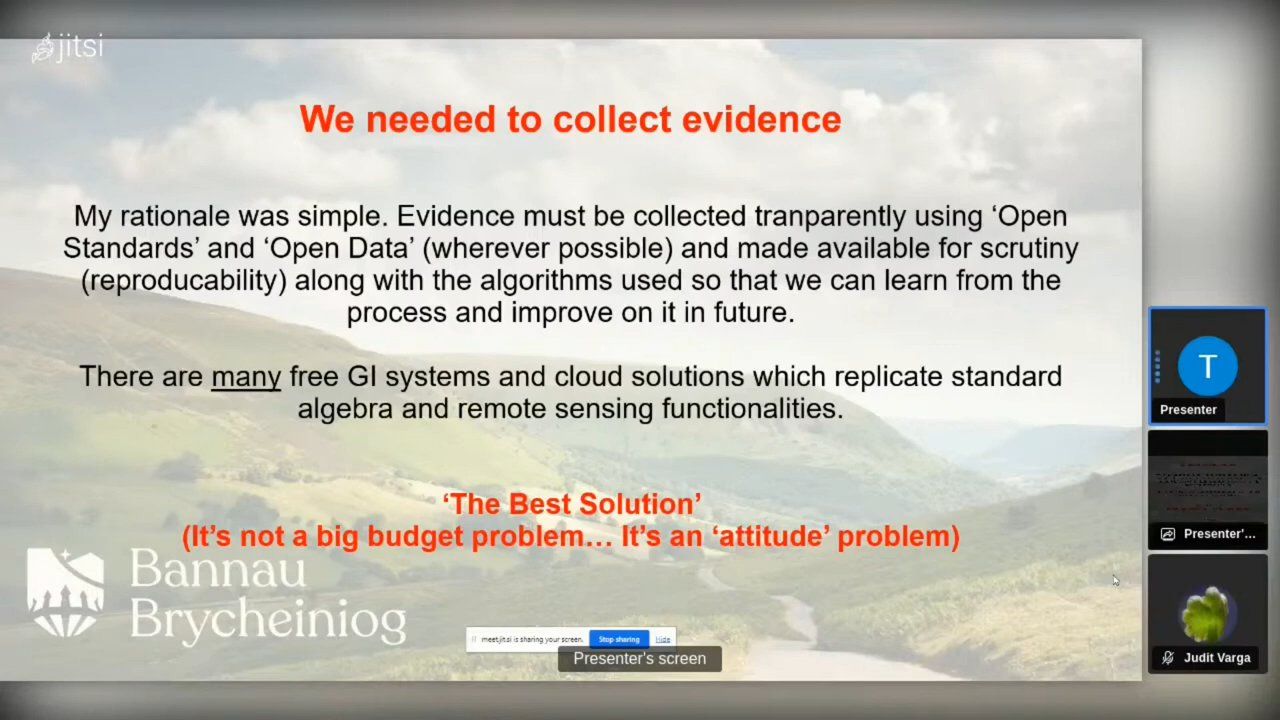 jitsi
We needed to collect evidence
My rationale was simple. Evidence must be collected tranparently using ‘Open
Standards’ and ‘Open Data’ (wherever possible) and made available for scrutiny
(reproducability) along with the algorithms used so that we can learn from the
process and improve on it in future.
There are many free GI systems and cloud solutions which replicate standard
algebra and remote sensing functionalities.
‘The Best Solution’
(It’s not a big budget problem... It’s an ‘attitude’ problem)
Bannau
Brycheiniog
meet.jit.si is sharing your screen. Stop sharing Hide
Presenter's screen
T
Presenter
Presenter'...
Judit Varga